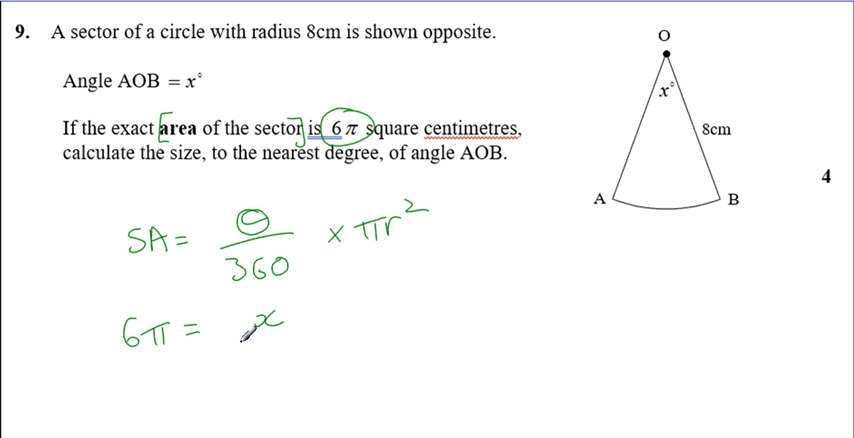 9. A sector of a circle with radius 8cm is shown opposite.
Angle AOB = x°
If the exact [area of the sector] is 6π square centimetres,
calculate the size, to the nearest degree, of angle AOB.
4
O
x°
8cm
A
B
SA = Θ/360 × πr²
6π = x